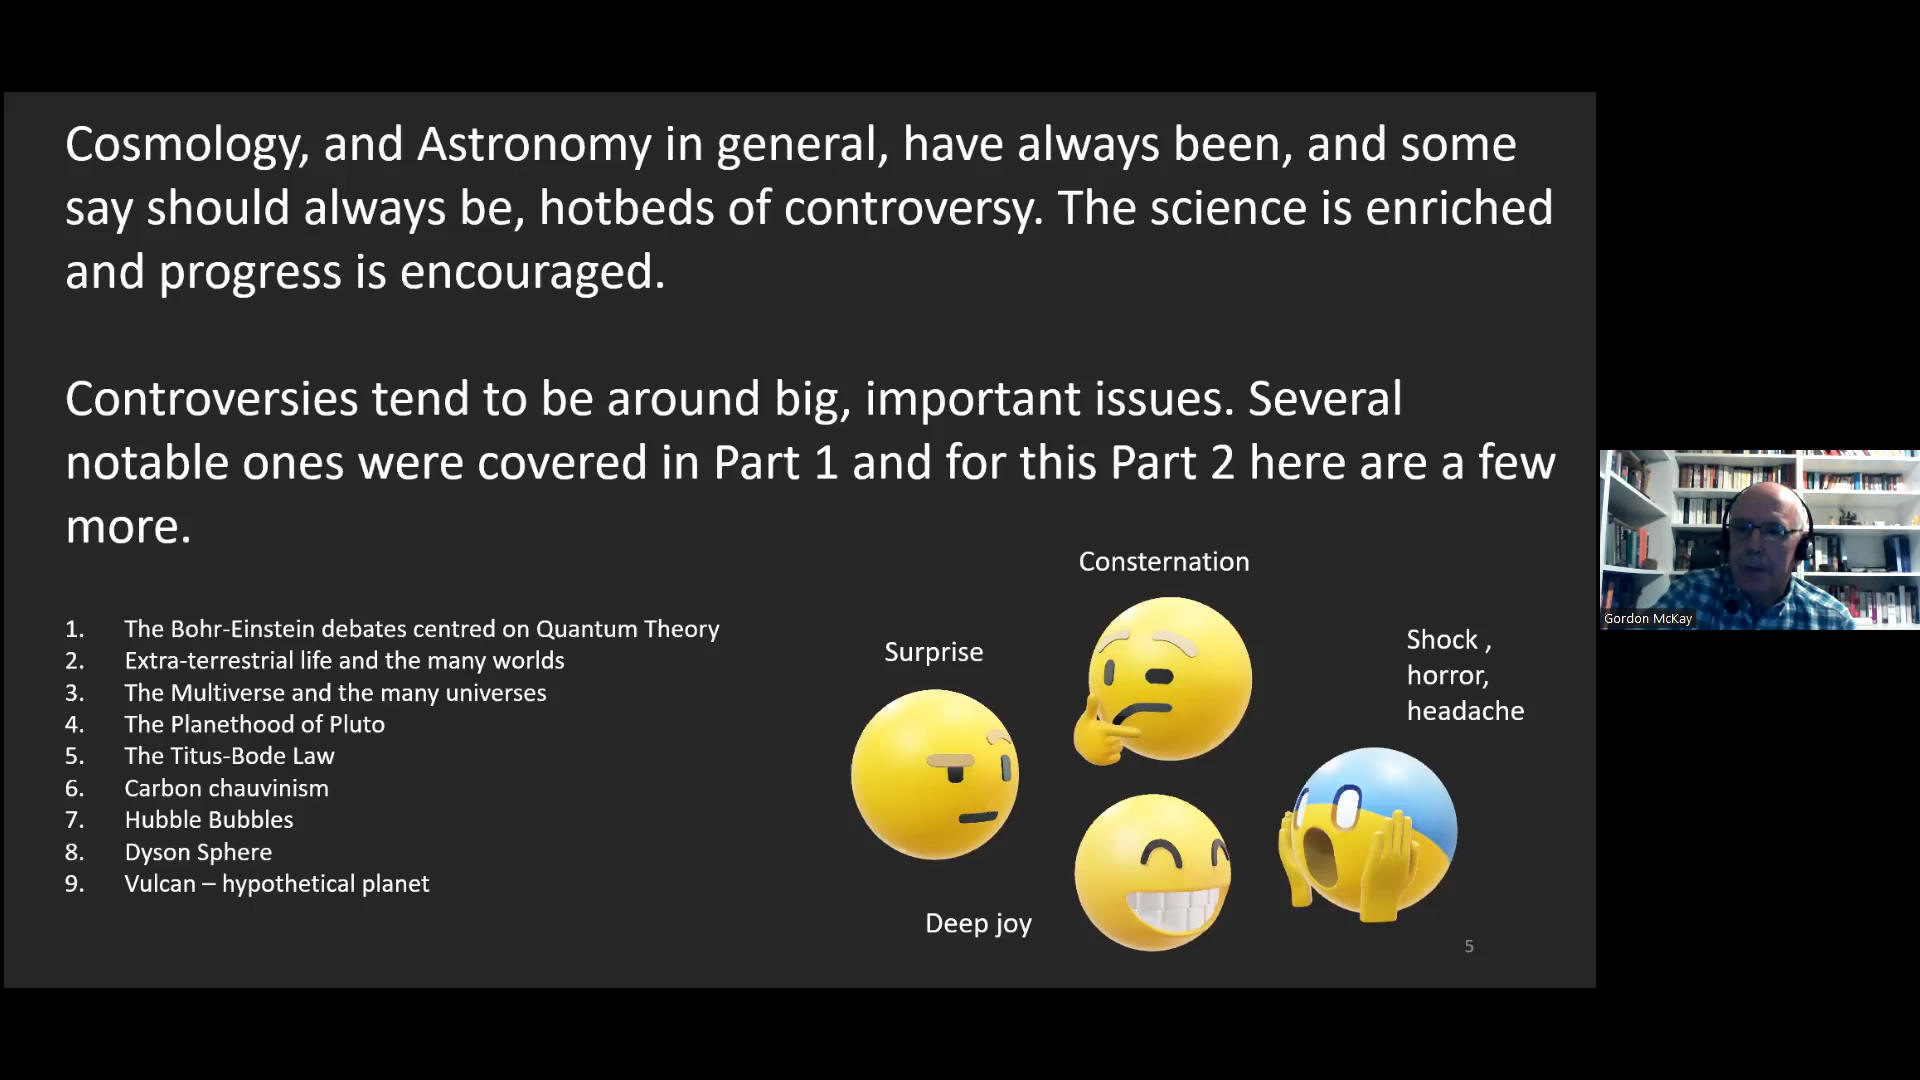 Cosmology, and Astronomy in general, have always been, and some
say should always be, hotbeds of controversy. The science is enriched
and progress is encouraged.
Controversies tend to be around big, important issues. Several
notable ones were covered in Part 1 and for this Part 2 here are a few
more.
1. The Bohr-Einstein debates centred on Quantum Theory
2. Extra-terrestrial life and the many worlds
3. The Multiverse and the many universes
4. The Planethood of Pluto
5. The Titus-Bode Law
6. Carbon chauvinism
7. Hubble Bubbles
8. Dyson Sphere
9. Vulcan – hypothetical planet
Consternation
Surprise
Shock ,
horror,
headache
Deep joy
5
Gordon McKay